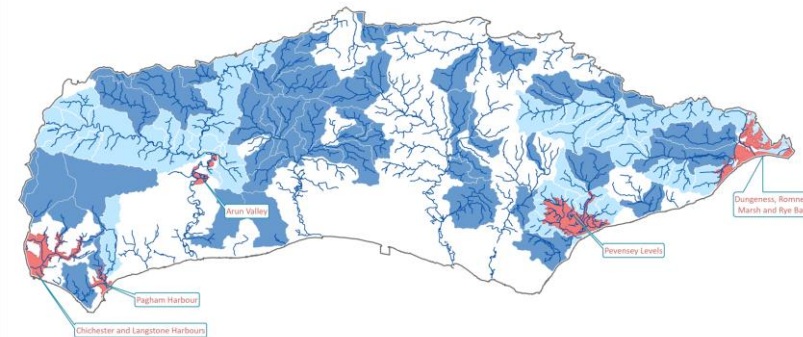 Arun Valley
Dungeness, Romne
Marsh and Rye Ba
Pevensey Levels
Pagham Harbour
Chichester and Langstone Harbours